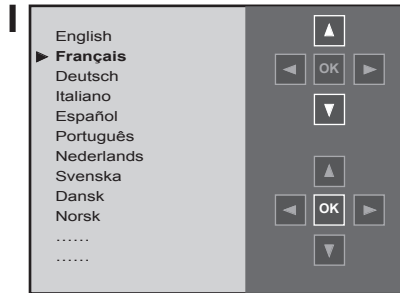 English
Français
Deutsch
Italiano
Español
Português
Nederlands
Svenska
Dansk
Norsk
......
......
OK
OK